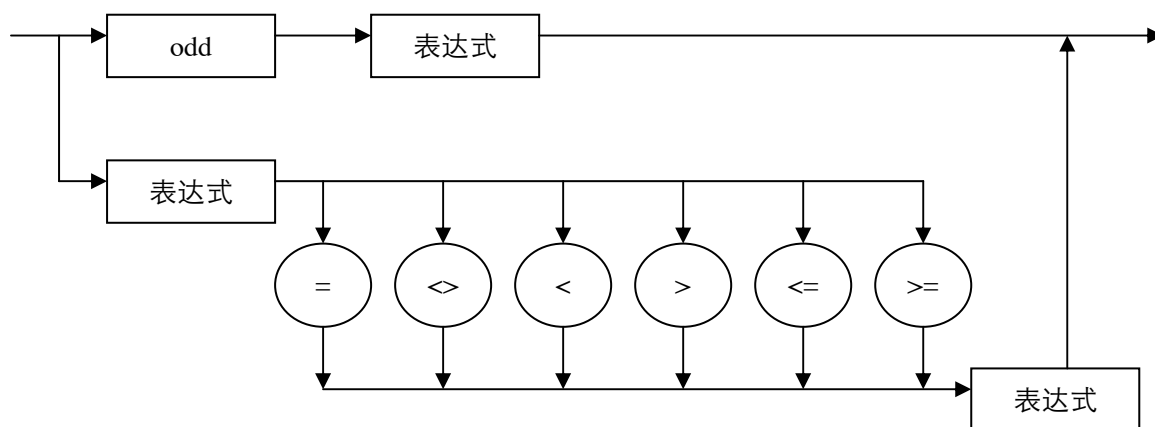 odd
表达式
表达式
=
<>
<
>
<=
>=
表达式